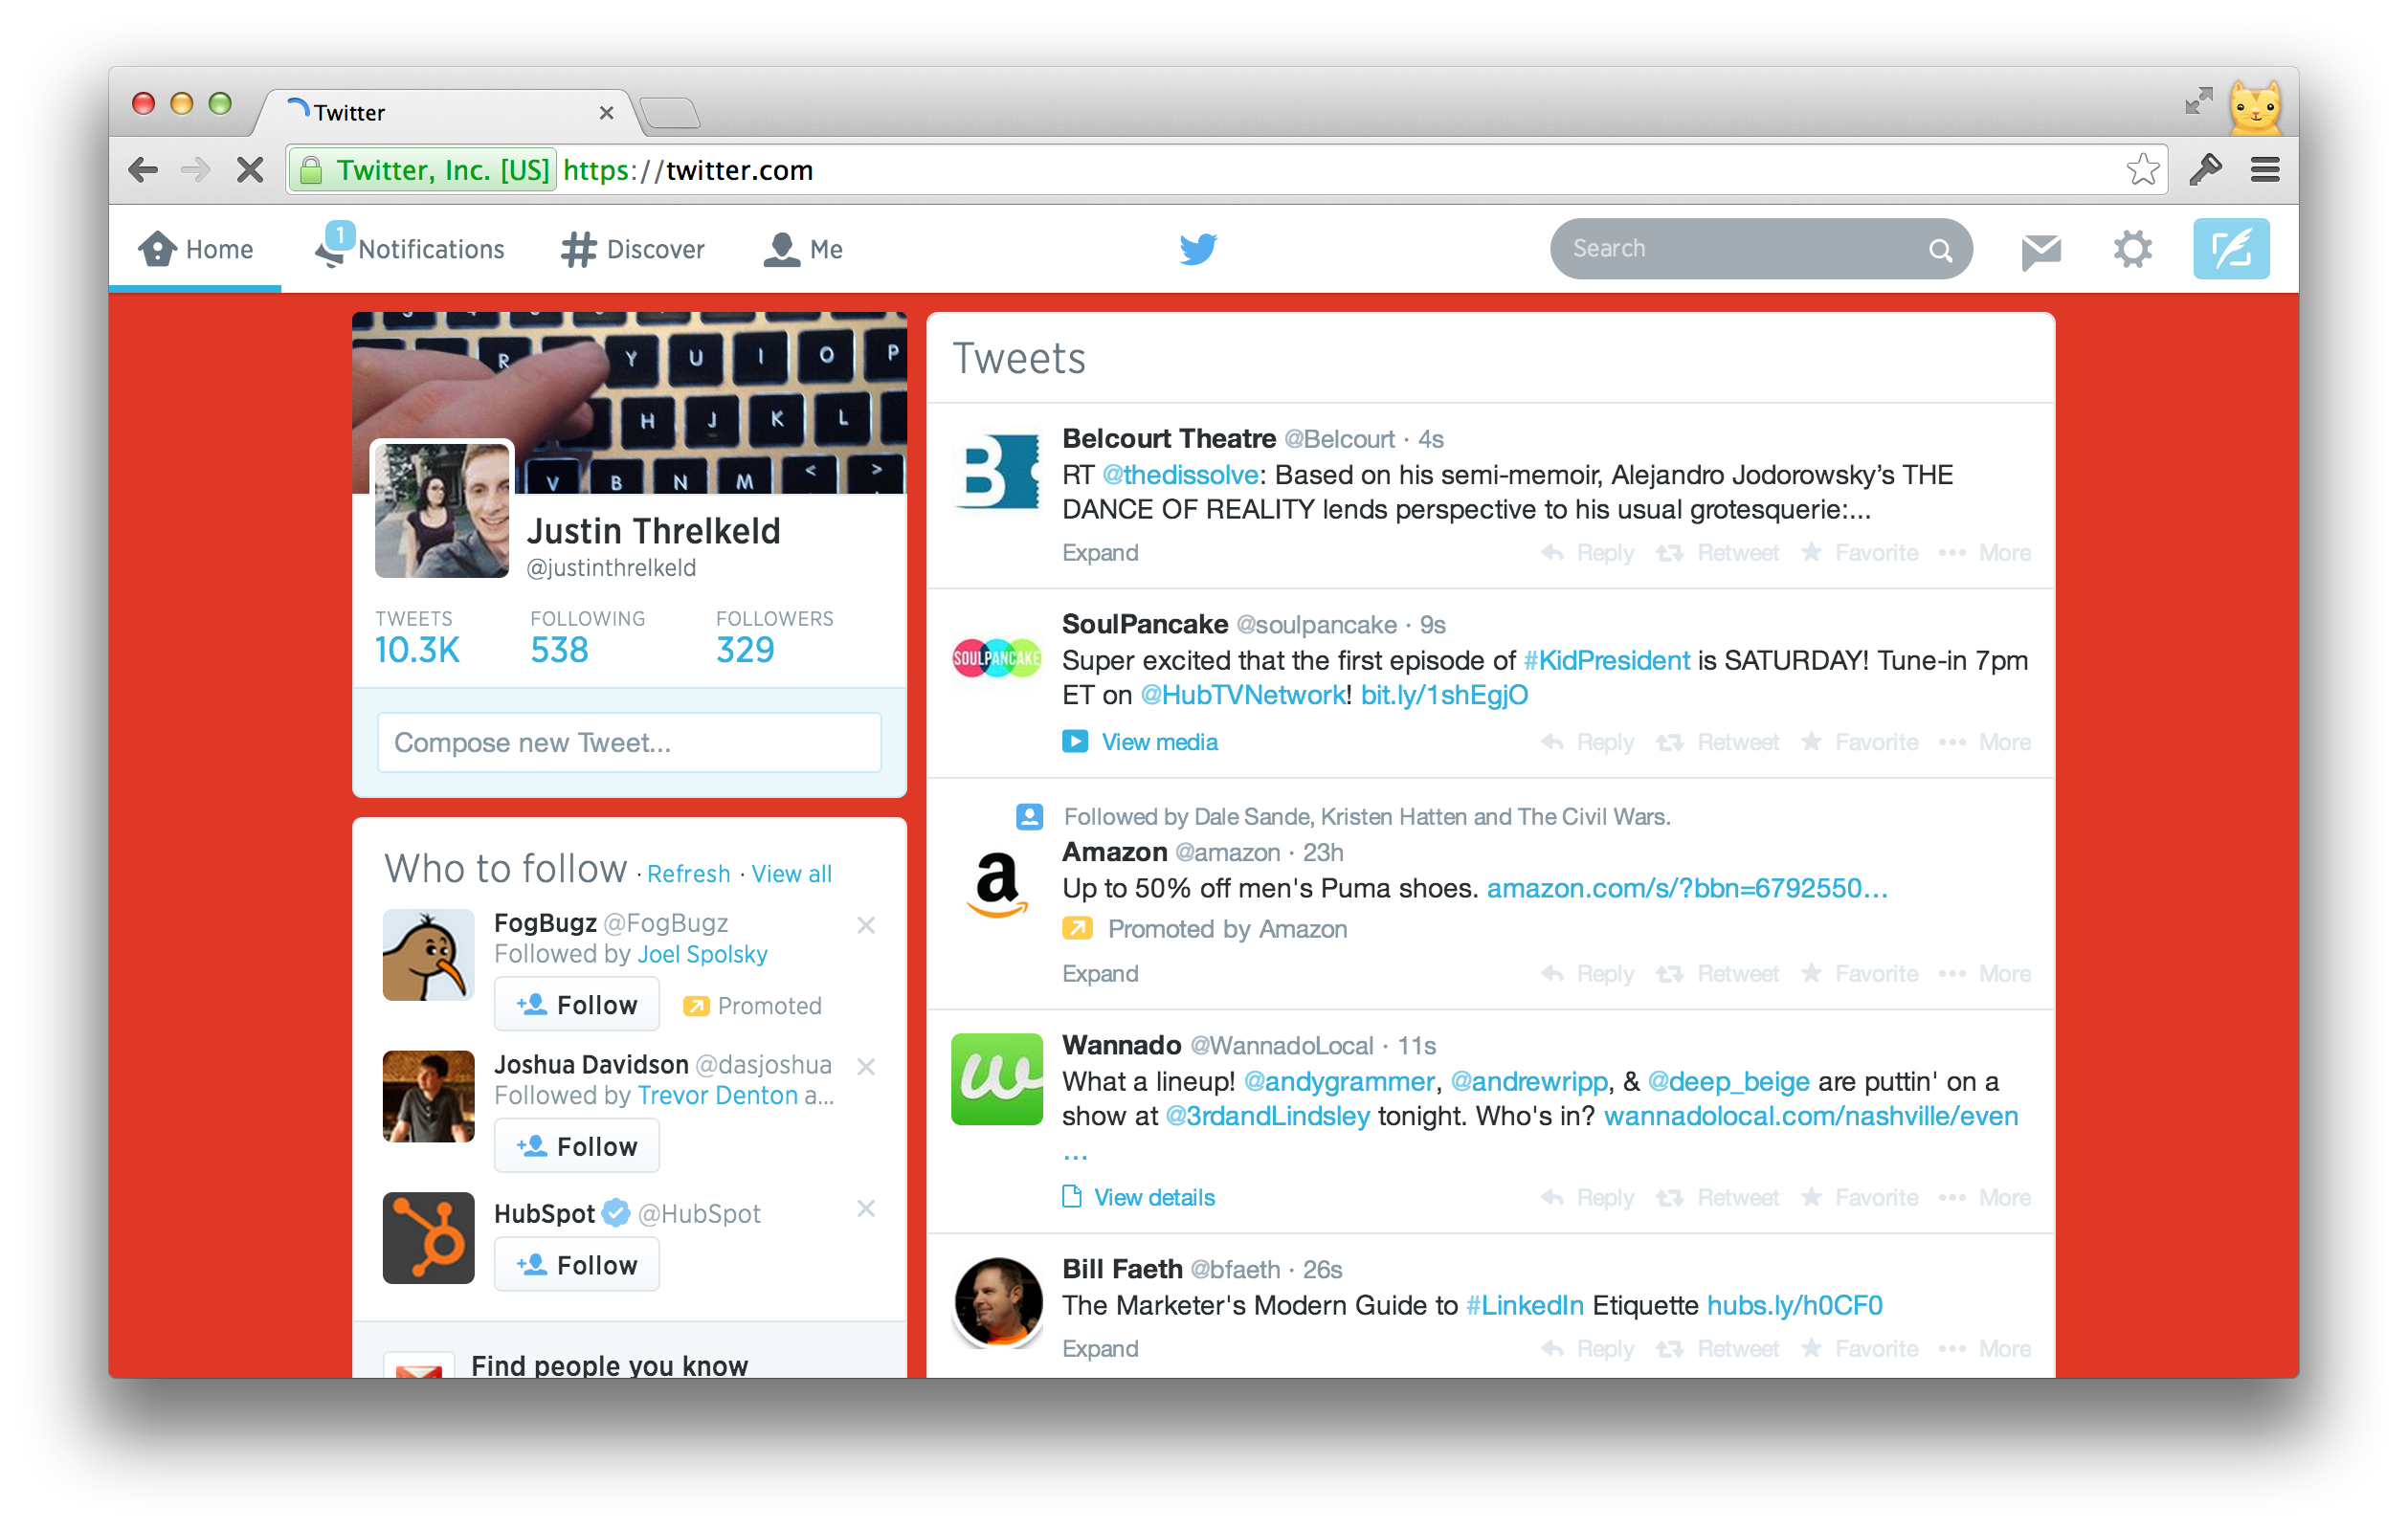 Twitter
Twitter, Inc. [US] https://twitter.com
Home
1
Notifications
Discover
Me
Search
R Y U I O P
H J K L
V B N M < >
Justin Threlkeld
@justinthrelkeld
TWEETS FOLLOWING FOLLOWERS
10.3K 538 329
Compose new Tweet...
Who to follow · Refresh · View all
FogBugz @FogBugz
Followed by Joel Spolsky
Follow Promoted
Joshua Davidson @dasjoshua
Followed by Trevor Denton a...
Follow
HubSpot @HubSpot
Follow
Find people you know
Tweets
B
Belcourt Theatre @Belcourt · 4s
RT @thedissolve: Based on his semi-memoir, Alejandro Jodorowsky’s THE
DANCE OF REALITY lends perspective to his usual grotesquerie:...
Expand Reply Retweet Favorite More
SOULPANCAKE
SoulPancake @soulpancake · 9s
Super excited that the first episode of #KidPresident is SATURDAY! Tune-in 7pm
ET on @HubTVNetwork! bit.ly/1shEgjO
View media Reply Retweet Favorite More
Followed by Dale Sande, Kristen Hatten and The Civil Wars.
a
Amazon @amazon · 23h
Up to 50% off men's Puma shoes. amazon.com/s/?bbn=6792550…
Promoted by Amazon
Expand Reply Retweet Favorite More
w
Wannado @WannadoLocal · 11s
What a lineup! @andygrammer, @andrewripp, & @deep_beige are puttin' on a
show at @3rdandLindsley tonight. Who's in? wannadolocal.com/nashville/even
…
View details Reply Retweet Favorite More
Bill Faeth @bfaeth · 26s
The Marketer's Modern Guide to #LinkedIn Etiquette hubs.ly/h0CF0
Expand Reply Retweet Favorite More